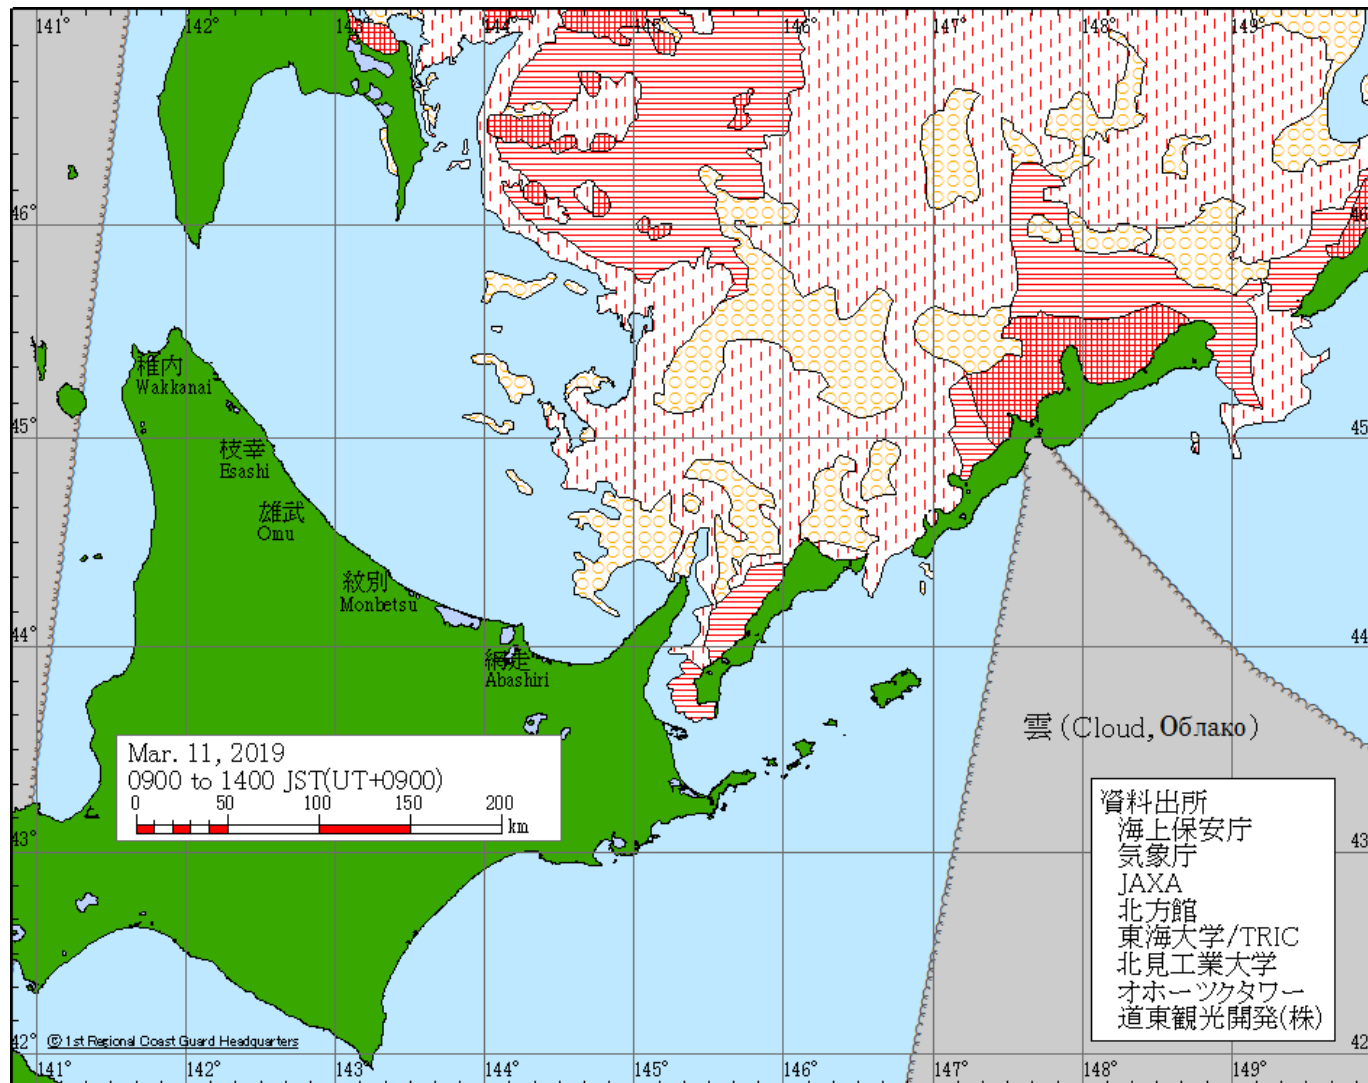 141° 142° 143° 144° 145° 146° 147° 148° 149°
46° 46
稚内
Wakkanai
45° 45
枝幸
Esashi
雄武
Omu
紋別
Monbetsu
44° 44
網走
Abashiri
雲(Cloud, Облако)
Mar. 11, 2019
0900 to 1400 JST(UT+0900)
0 50 100 150 200
km
43° 43
資料出所
海上保安庁
気象庁
JAXA
北方館
東海大学/TRIC
北見工業大学
オホーツクタワー
道東観光開発(株)
© 1st Regional Coast Guard Headquarters
42° 42
141° 142° 143° 144° 145° 146° 147° 148° 149°